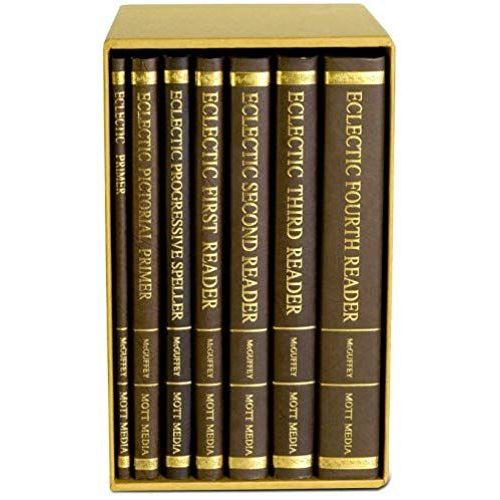 ECLECTIC PRIMER
McGUFFEY
MOTT MEDIA
ECLECTIC PICTORIAL PRIMER
McGUFFEY
MOTT MEDIA
ECLECTIC PROGRESSIVE SPELLER
McGUFFEY
MOTT MEDIA
ECLECTIC FIRST READER
McGUFFEY
MOTT MEDIA
ECLECTIC SECOND READER
McGUFFEY
MOTT MEDIA
ECLECTIC THIRD READER
McGUFFEY
MOTT MEDIA
ECLECTIC FOURTH READER
McGUFFEY
MOTT MEDIA